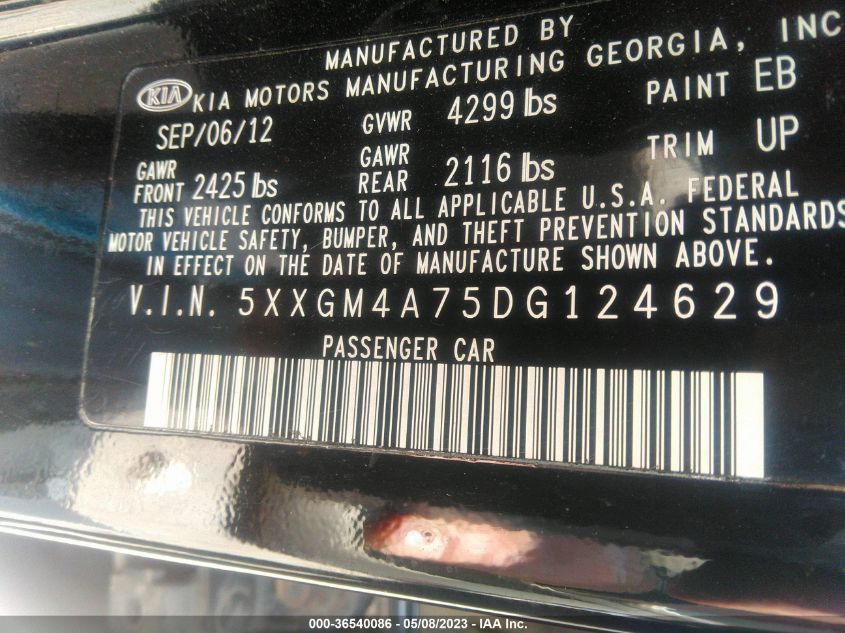 MANUFACTURED BY
KIA KIA MOTORS MANUFACTURING GEORGIA, INC
SEP/06/12 GVWR 4299 lbs PAINT EB
GAWR FRONT 2425 lbs GAWR REAR 2116 lbs TRIM UP
THIS VEHICLE CONFORMS TO ALL APPLICABLE U.S.A. FEDERAL
MOTOR VEHICLE SAFETY, BUMPER, AND THEFT PREVENTION STANDARDS
IN EFFECT ON THE DATE OF MANUFACTURE SHOWN ABOVE.
V.I.N. 5XXGM4A75DG124629
PASSENGER CAR
000-36540086 - 05/08/2023 - IAA Inc.